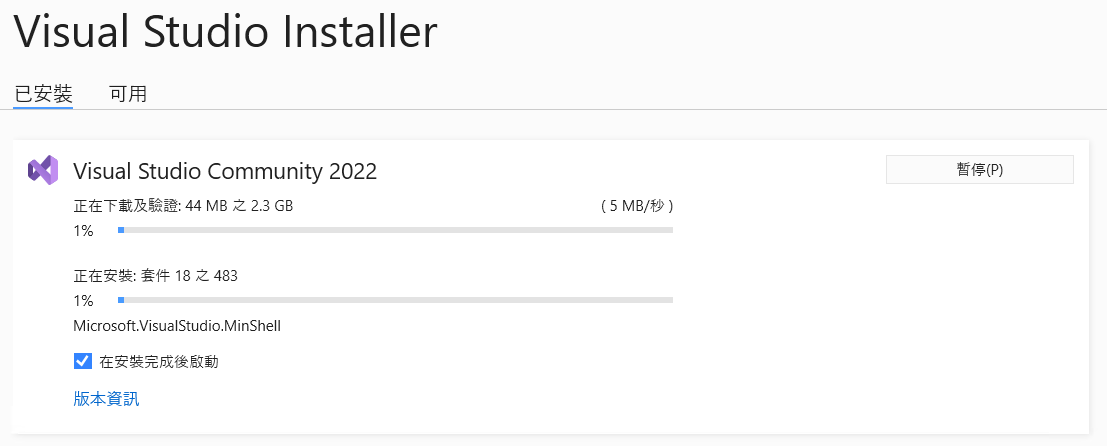 Visual Studio Installer
已安裝 可用
Visual Studio Community 2022 暫停(P)
正在下載及驗證: 44 MB 之 2.3 GB ( 5 MB/秒 )
1%
正在安裝: 套件 18 之 483
1%
Microsoft.VisualStudio.MinShell
在安裝完成後啟動
版本資訊